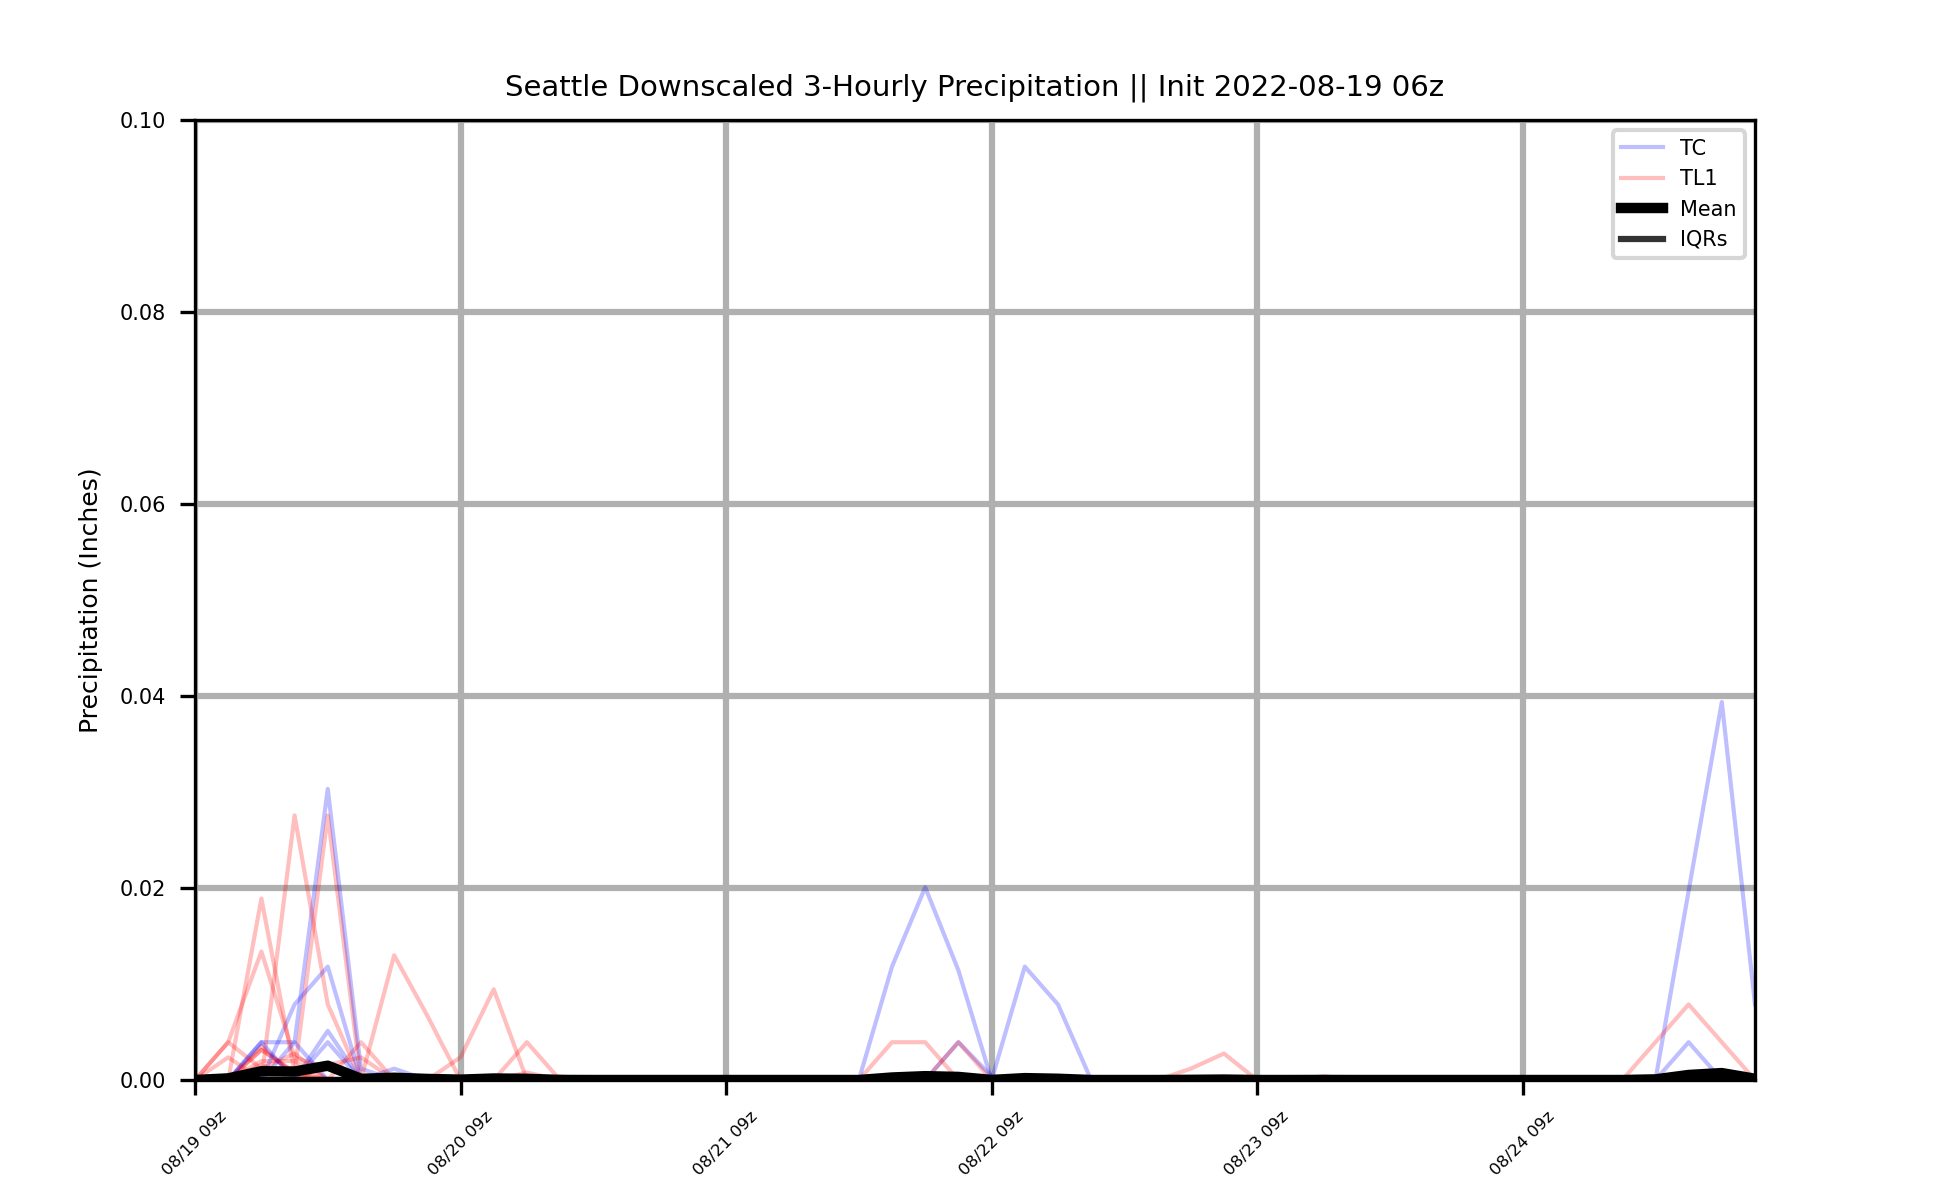 Seattle Downscaled 3-Hourly Precipitation || Init 2022-08-19 06z
TC
TL1
Mean
IQRs
Precipitation (Inches)
0.10
0.08
0.06
0.04
0.02
0.00
08/19 09z
08/20 09z
08/21 09z
08/22 09z
08/23 09z
08/24 09z